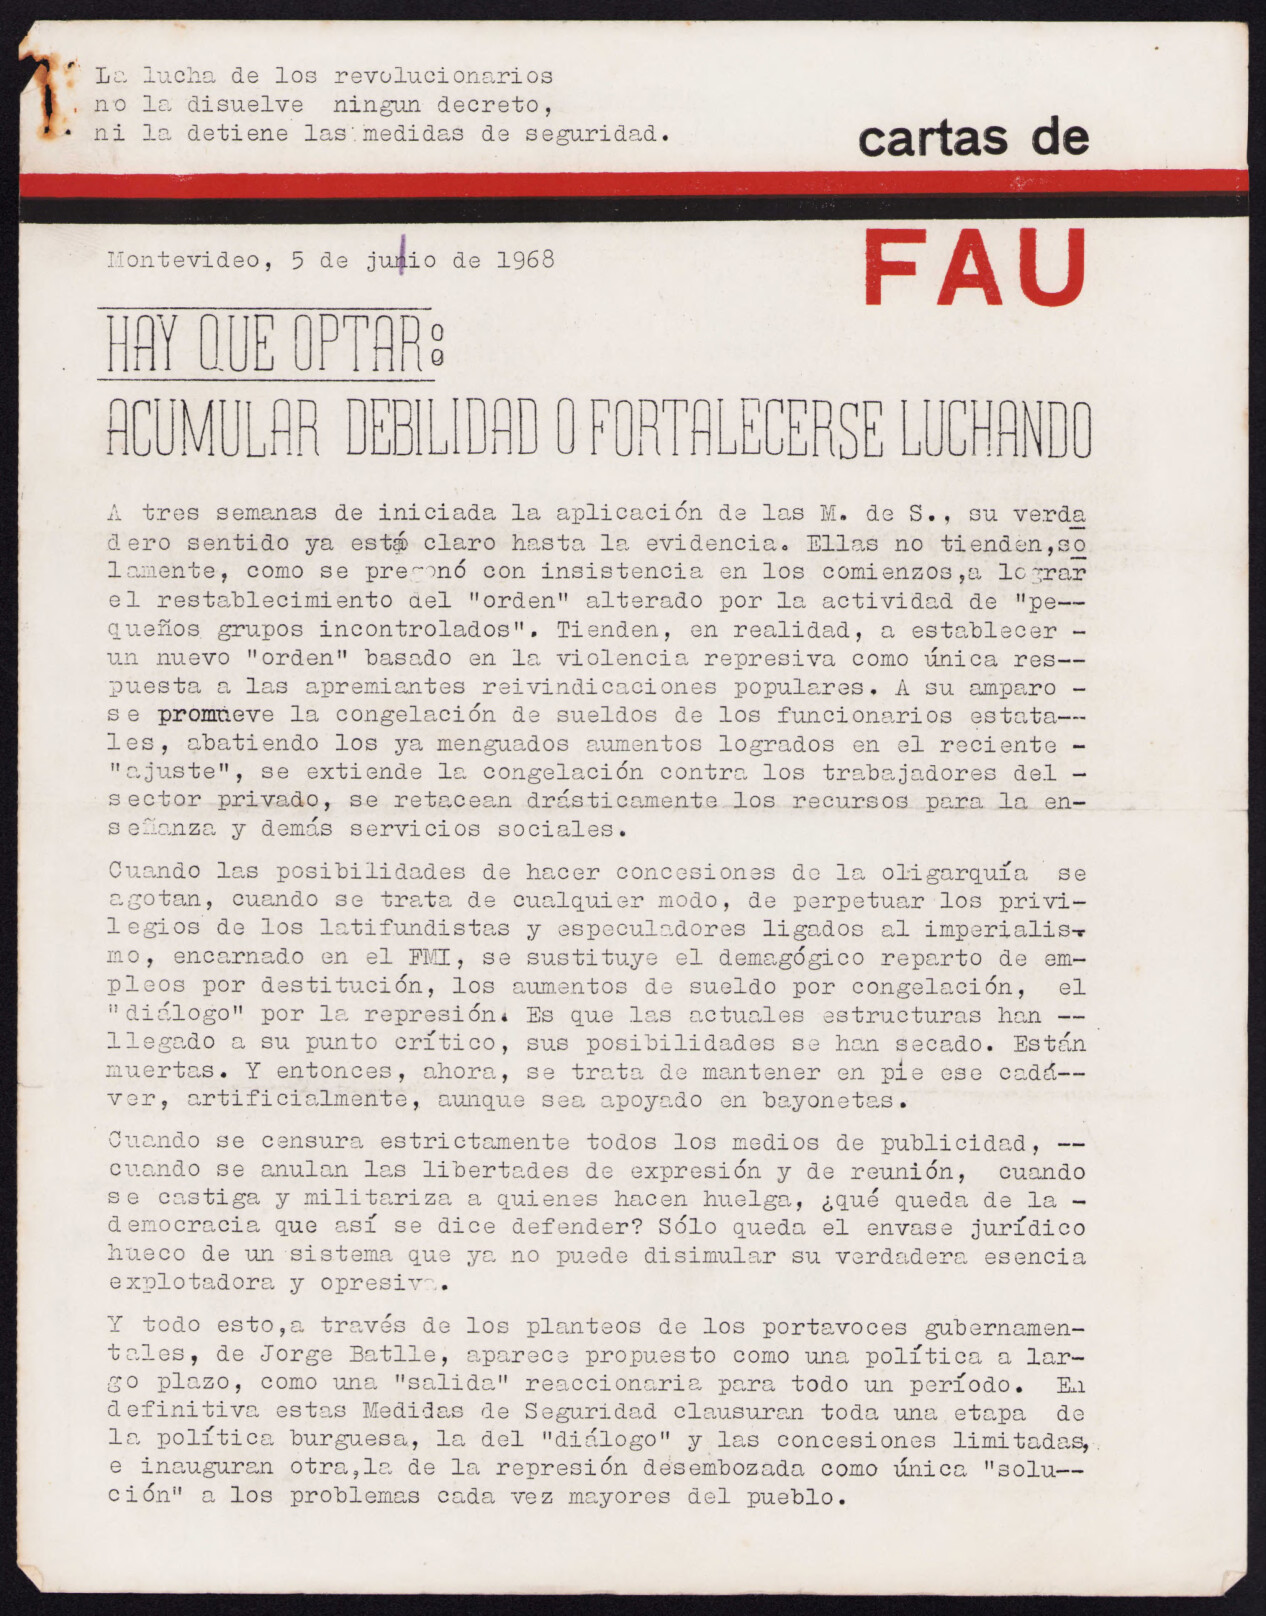 La lucha de los revolucionarios
no la disuelve ningun decreto,
ni la detiene las medidas de seguridad.
cartas de
FAU
Montevideo, 5 de julio de 1968
HAY QUE OPTAR:
ACUMULAR DEBILIDAD O FORTALECERSE LUCHANDO
A tres semanas de iniciada la aplicación de las M. de S., su verda
dero sentido ya está claro hasta la evidencia. Ellas no tienden,so
lamente, como se pregonó con insistencia en los comienzos,a lograr
el restablecimiento del "orden" alterado por la actividad de "pe--
queños grupos incontrolados". Tienden, en realidad, a establecer -
un nuevo "orden" basado en la violencia represiva como única res--
puesta a las apremiantes reivindicaciones populares. A su amparo -
se promueve la congelación de sueldos de los funcionarios estata--
les, abatiendo los ya menguados aumentos logrados en el reciente -
"ajuste", se extiende la congelación contra los trabajadores del -
sector privado, se retacean drásticamente los recursos para la en-
señanza y demás servicios sociales.
Cuando las posibilidades de hacer concesiones de la oligarquía se
agotan, cuando se trata de cualquier modo, de perpetuar los privi-
legios de los latifundistas y especuladores ligados al imperialis-
mo, encarnado en el FMI, se sustituye el demagógico reparto de em-
pleos por destitución, los aumentos de sueldo por congelación, el
"diálogo" por la represión. Es que las actuales estructuras han --
llegado a su punto crítico, sus posibilidades se han secado. Están
muertas. Y entonces, ahora, se trata de mantener en pie ese cadá--
ver, artificialmente, aunque sea apoyado en bayonetas.
Cuando se censura estrictamente todos los medios de publicidad, --
cuando se anulan las libertades de expresión y de reunión, cuando
se castiga y militariza a quienes hacen huelga, ¿qué queda de la -
democracia que así se dice defender? Sólo queda el envase jurídico
hueco de un sistema que ya no puede disimular su verdadera esencia
explotadora y opresiva.
Y todo esto,a través de los planteos de los portavoces gubernamen-
tales, de Jorge Batlle, aparece propuesto como una política a lar-
go plazo, como una "salida" reaccionaria para todo un período. En
definitiva estas Medidas de Seguridad clausuran toda una etapa de
la política burguesa, la del "diálogo" y las concesiones limitadas,
e inauguran otra,la de la represión desembozada como única "solu--
ción" a los problemas cada vez mayores del pueblo.